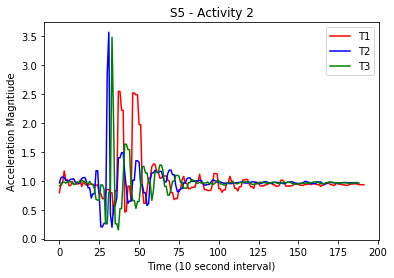 S5 - Activity 2
T1
T2
T3
Acceleration Magntiude
3.5
3.0
2.5
2.0
1.5
1.0
0.5
0.0
0 25 50 75 100 125 150 175 200
Time (10 second interval)